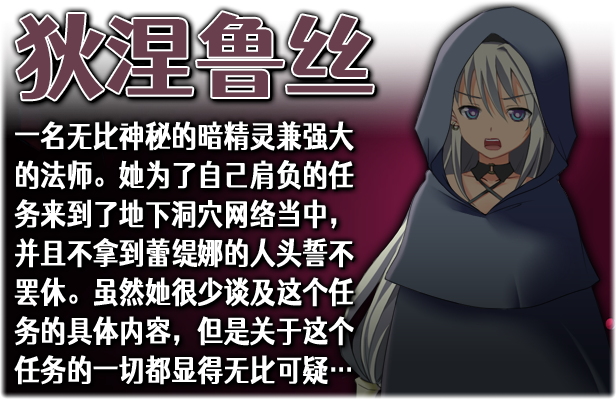 狄涅鲁丝
一名无比神秘的暗精灵兼强大
的法师。她为了自己肩负的任
务来到了地下洞穴网络当中，
并且不拿到蕾缇娜的人头誓不
罢休。虽然她很少谈及这个任
务的具体内容，但是关于这个
任务的一切都显得无比可疑…